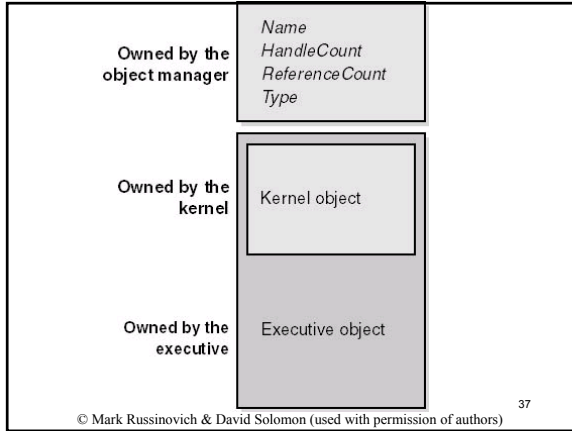 Owned by the
object manager
Name
HandleCount
ReferenceCount
Type
Owned by the
kernel
Kernel object
Owned by the
executive
Executive object
37
© Mark Russinovich & David Solomon (used with permission of authors)